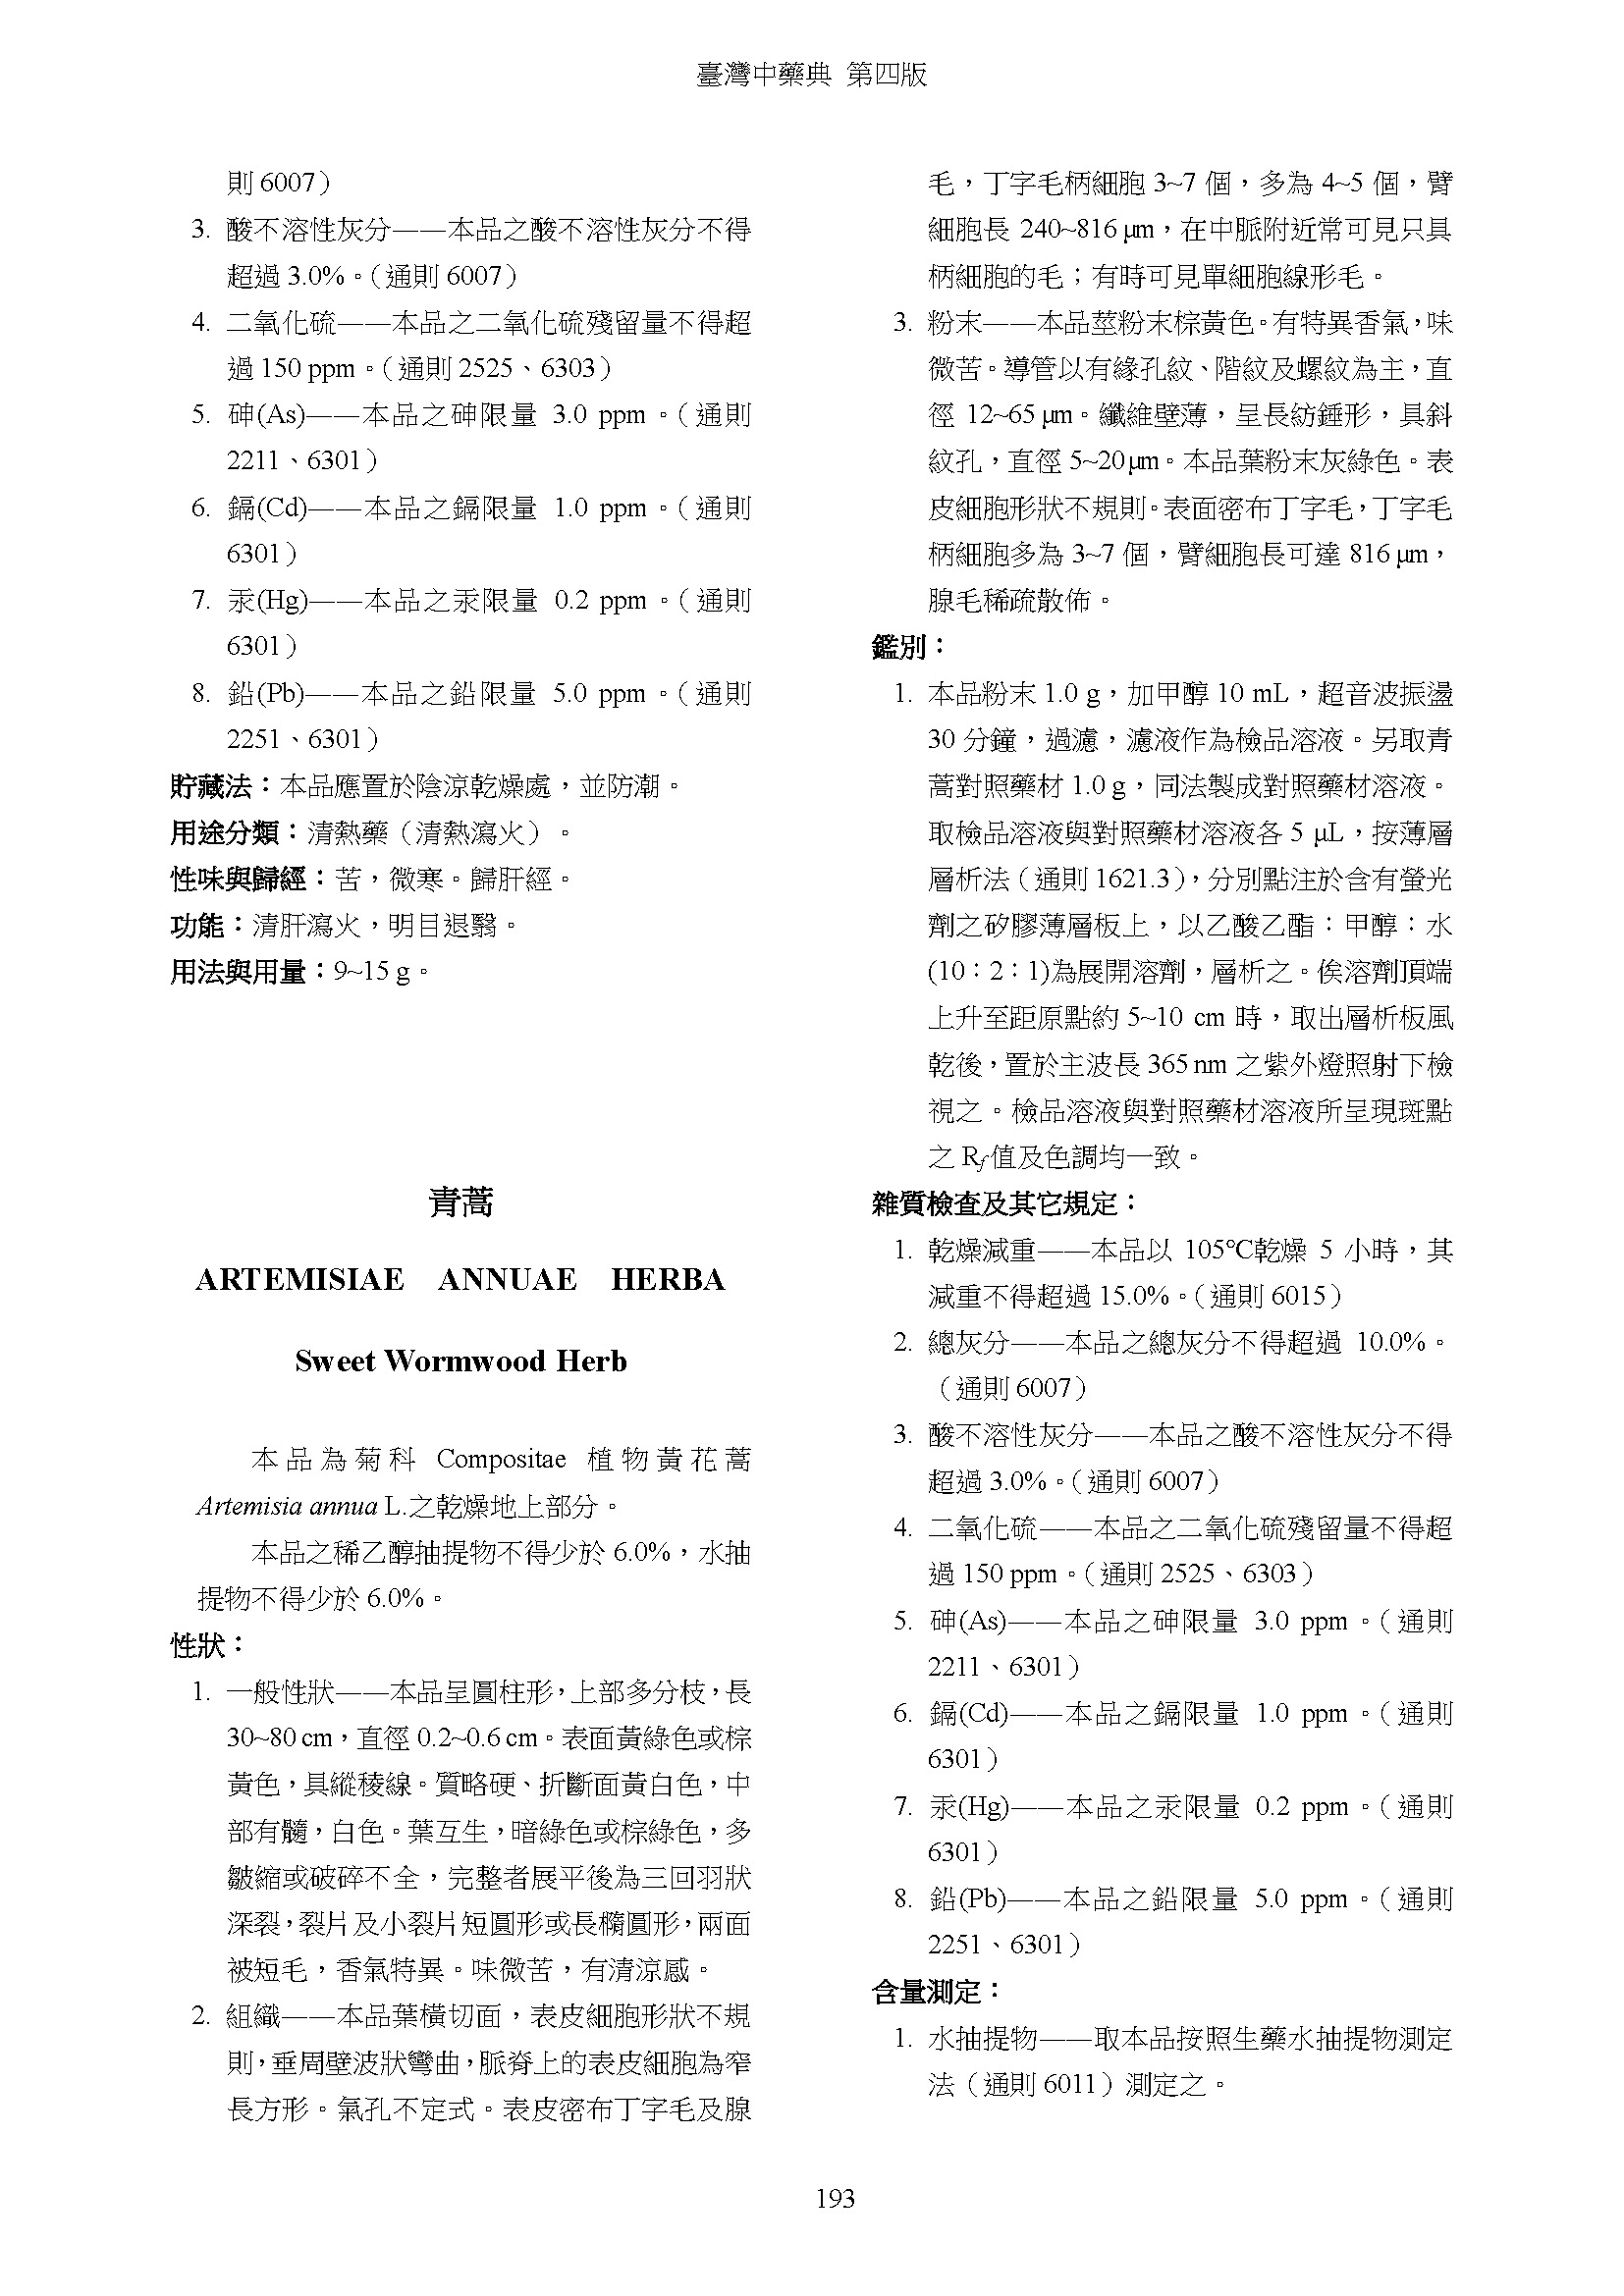 臺灣中藥典 第四版
則 6007）
3. 酸不溶性灰分——本品之酸不溶性灰分不得
超過 3.0%。（通則 6007）
4. 二氧化硫——本品之二氧化硫殘留量不得超
過 150 ppm。（通則 2525、6303）
5. 砷(As)——本品之砷限量 3.0 ppm。（通則
2211、6301）
6. 鎘(Cd)——本品之鎘限量 1.0 ppm。（通則
6301）
7. 汞(Hg)——本品之汞限量 0.2 ppm。（通則
6301）
8. 鉛(Pb)——本品之鉛限量 5.0 ppm。（通則
2251、6301）
貯藏法：本品應置於陰涼乾燥處，並防潮。
用途分類：清熱藥（清熱瀉火）。
性味與歸經：苦，微寒。歸肝經。
功能：清肝瀉火，明目退翳。
用法與用量：9~15 g。
青蒿
ARTEMISIAE ANNUAE HERBA
Sweet Wormwood Herb
本品為菊科 Compositae 植物黃花蒿
Artemisia annua L.之乾燥地上部分。
本品之稀乙醇抽提物不得少於 6.0%，水抽
提物不得少於 6.0%。
性狀：
1. 一般性狀——本品呈圓柱形，上部多分枝，長
30~80 cm，直徑 0.2~0.6 cm。表面黃綠色或棕
黃色，具縱稜線。質略硬、折斷面黃白色，中
部有髓，白色。葉互生，暗綠色或棕綠色，多
皺縮或破碎不全，完整者展平後為三回羽狀
深裂，裂片及小裂片短圓形或長橢圓形，兩面
被短毛，香氣特異。味微苦，有清涼感。
2. 組織——本品葉橫切面，表皮細胞形狀不規
則，垂周壁波狀彎曲，脈脊上的表皮細胞為窄
長方形。氣孔不定式。表皮密布丁字毛及腺
毛，丁字毛柄細胞 3~7 個，多為 4~5 個，臂
細胞長 240~816 μm，在中脈附近常可見只具
柄細胞的毛；有時可見單細胞線形毛。
3. 粉末——本品莖粉末棕黃色。有特異香氣，味
微苦。導管以有緣孔紋、階紋及螺紋為主，直
徑 12~65 μm。纖維壁薄，呈長紡錘形，具斜
紋孔，直徑 5~20 μm。本品葉粉末灰綠色。表
皮細胞形狀不規則。表面密布丁字毛，丁字毛
柄細胞多為 3~7 個，臂細胞長可達 816 μm，
腺毛稀疏散佈。
鑑別：
1. 本品粉末 1.0 g，加甲醇 10 mL，超音波振盪
30 分鐘，過濾，濾液作為檢品溶液。另取青
蒿對照藥材 1.0 g，同法製成對照藥材溶液。
取檢品溶液與對照藥材溶液各 5 μL，按薄層
層析法（通則 1621.3），分別點注於含有螢光
劑之矽膠薄層板上，以乙酸乙酯：甲醇：水
(10：2：1)為展開溶劑，層析之。俟溶劑頂端
上升至距原點約 5~10 cm 時，取出層析板風
乾後，置於主波長 365 nm 之紫外燈照射下檢
視之。檢品溶液與對照藥材溶液所呈現斑點
之 Rf值及色調均一致。
雜質檢查及其它規定：
1. 乾燥減重——本品以 105℃乾燥 5 小時，其
減重不得超過 15.0%。（通則 6015）
2. 總灰分——本品之總灰分不得超過 10.0%。
（通則 6007）
3. 酸不溶性灰分——本品之酸不溶性灰分不得
超過 3.0%。（通則 6007）
4. 二氧化硫——本品之二氧化硫殘留量不得超
過 150 ppm。（通則 2525、6303）
5. 砷(As)——本品之砷限量 3.0 ppm。（通則
2211、6301）
6. 鎘(Cd)——本品之鎘限量 1.0 ppm。（通則
6301）
7. 汞(Hg)——本品之汞限量 0.2 ppm。（通則
6301）
8. 鉛(Pb)——本品之鉛限量 5.0 ppm。（通則
2251、6301）
含量測定：
1. 水抽提物——取本品按照生藥水抽提物測定
法（通則 6011）測定之。
193